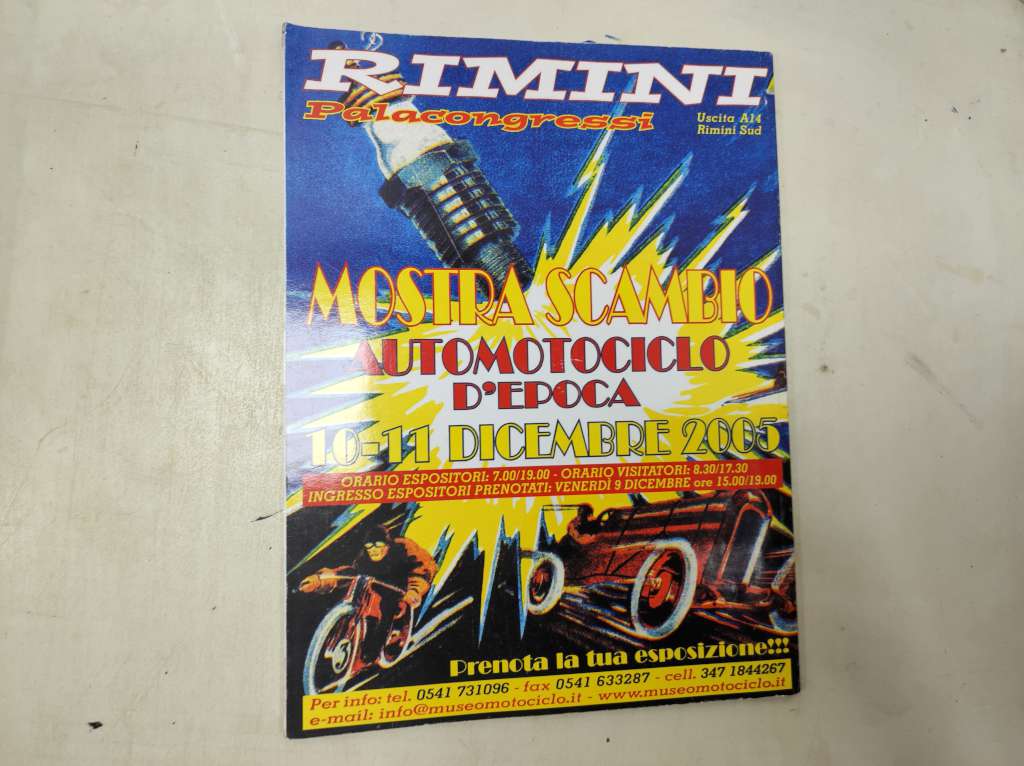 RIMINI
Palacongressi
Uscita A14
Rimini Sud
MOSTRA SCAMBIO
AUTOMOTOCICLO
D'EPOCA
10-11 DICEMBRE 2005
ORARIO ESPOSITORI: 7.00/19.00 - ORARIO VISITATORI: 8.30/17.30
INGRESSO ESPOSITORI PRENOTATI: VENERDÌ 9 DICEMBRE ore 15.00/19.00
3
Prenota la tua esposizione!!!
Per info: tel. 0541 731096 - fax 0541 633287 - cell. 347 1844267
e-mail: info@museomotociclo.it - www.museomotociclo.it